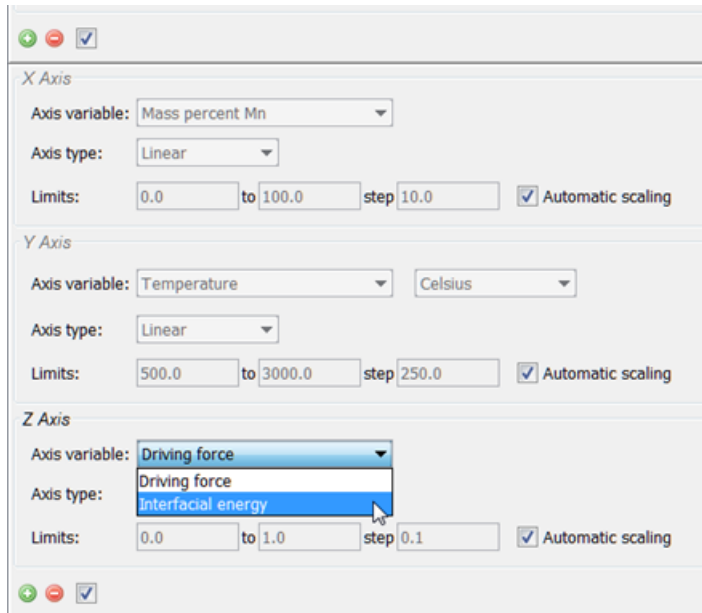 X Axis
Axis variable: Mass percent Mn
Axis type: Linear
Limits: 0.0 to 100.0 step 10.0 Automatic scaling
Y Axis
Axis variable: Temperature Celsius
Axis type: Linear
Limits: 500.0 to 3000.0 step 250.0 Automatic scaling
Z Axis
Axis variable: Driving force
Driving force
Axis type: Interfacial energy
Limits: 0.0 to 1.0 step 0.1 Automatic scaling